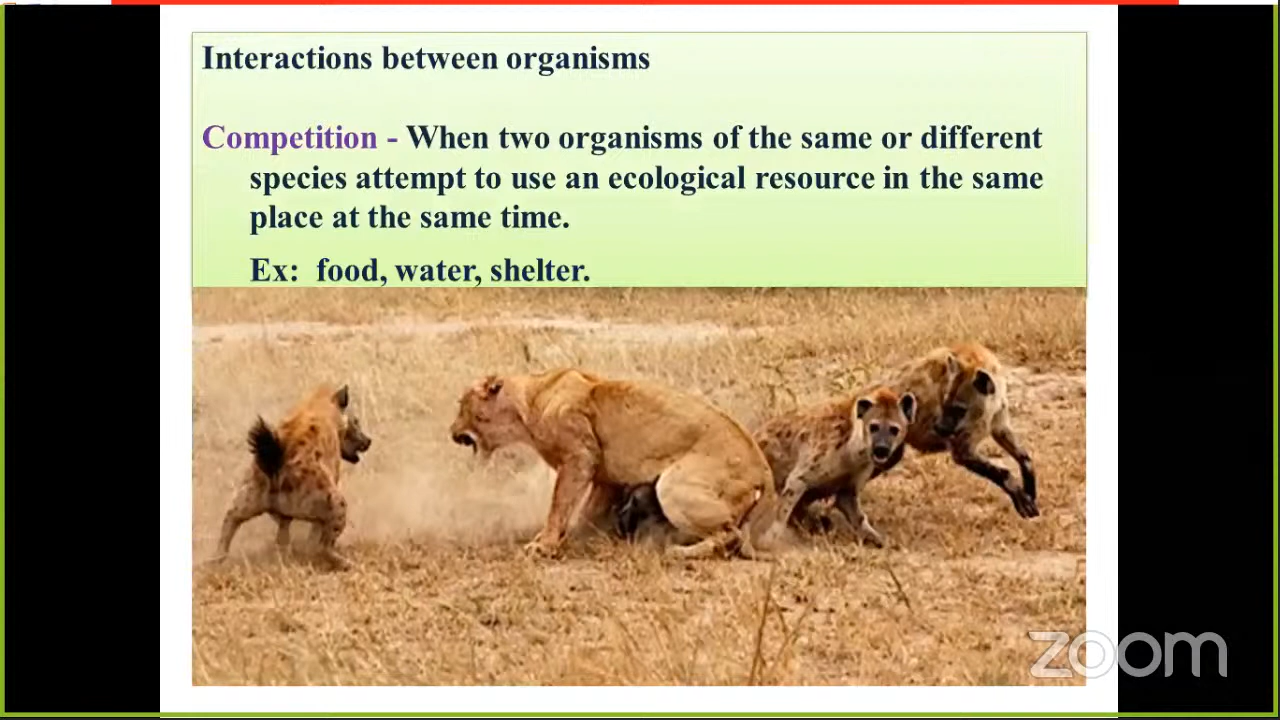 Interactions between organisms
Competition - When two organisms of the same or different
species attempt to use an ecological resource in the same
place at the same time.
Ex: food, water, shelter.
zoom